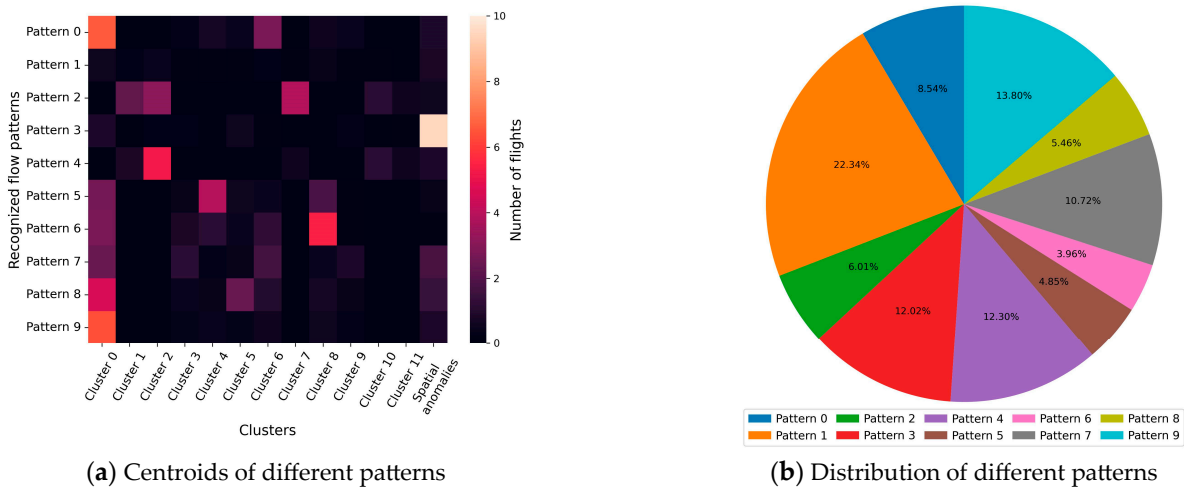 Recognized flow patterns
Pattern 0
Pattern 1
Pattern 2
Pattern 3
Pattern 4
Pattern 5
Pattern 6
Pattern 7
Pattern 8
Pattern 9
Cluster 0
Cluster 1
Cluster 2
Cluster 3
Cluster 4
Cluster 5
Cluster 6
Cluster 7
Cluster 8
Cluster 9
Cluster 10
Cluster 11
Spatial
anomalies
Clusters
10
8
6
4
2
0
Number of flights
(a) Centroids of different patterns
8.54%
13.80%
5.46%
22.34%
10.72%
3.96%
6.01%
4.85%
12.02%
12.30%
Pattern 0 Pattern 2 Pattern 4 Pattern 6 Pattern 8
Pattern 1 Pattern 3 Pattern 5 Pattern 7 Pattern 9
(b) Distribution of different patterns